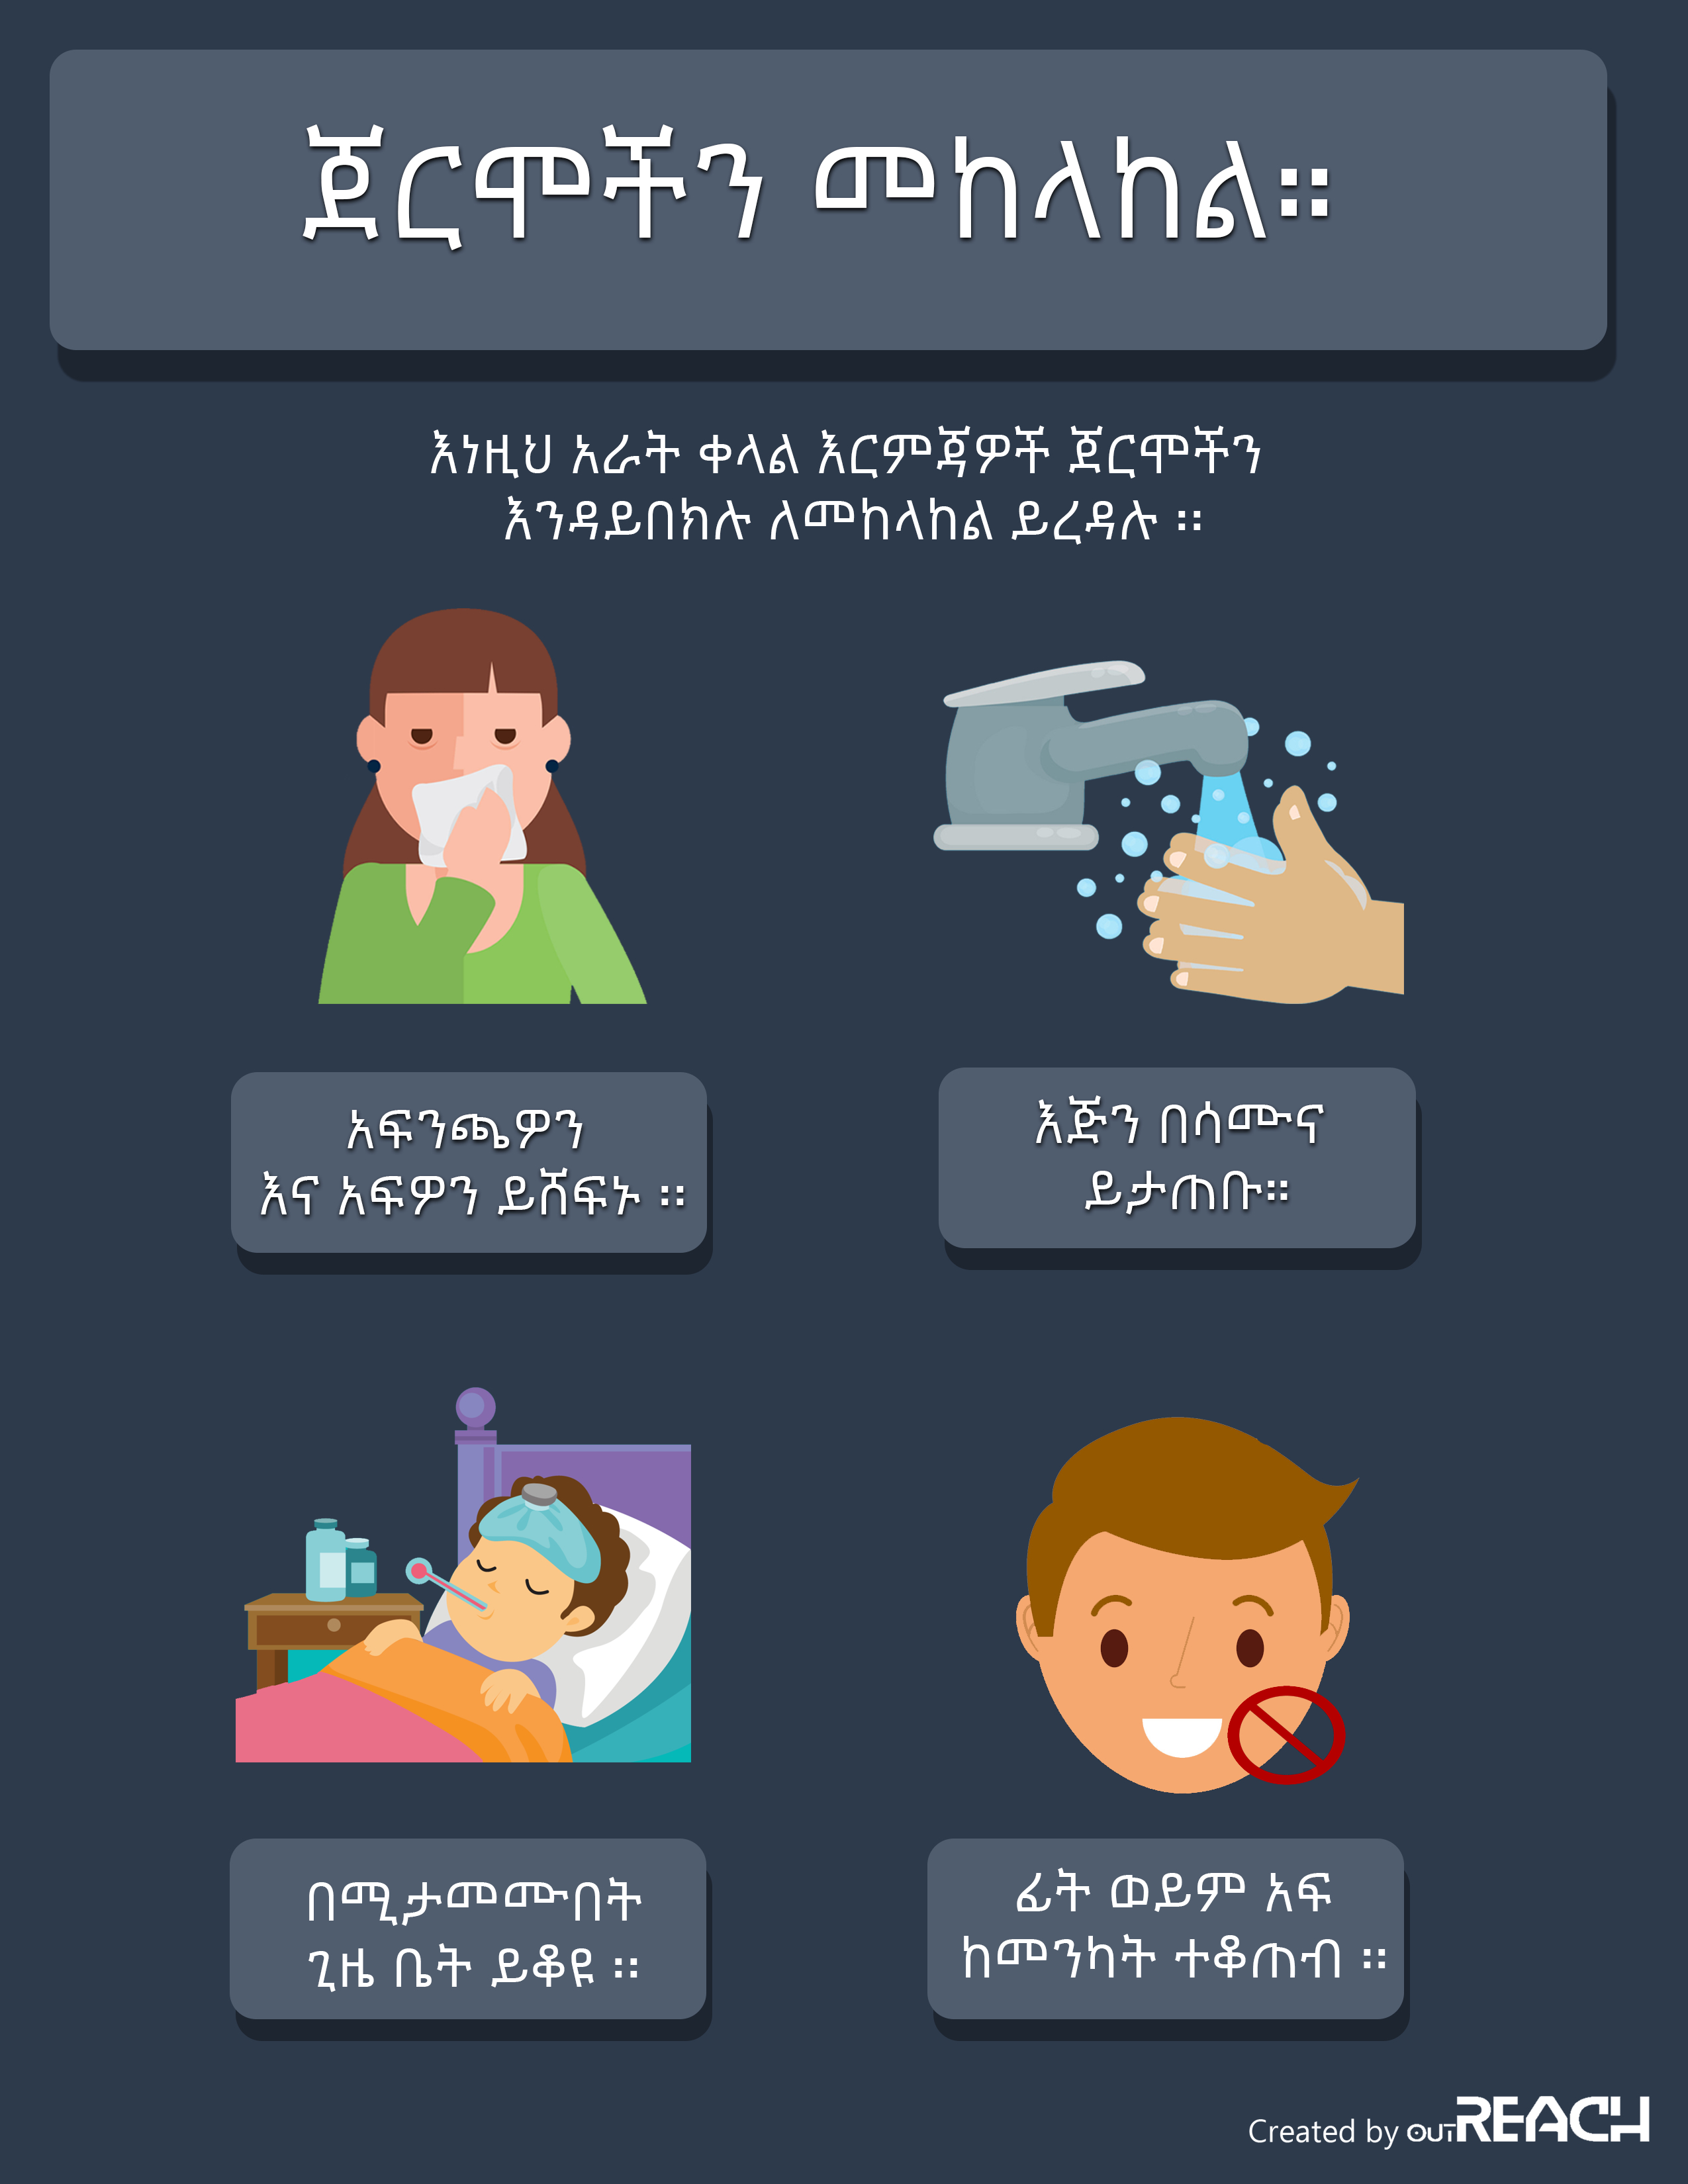 ጀርሞችን መከላከል።
እነዚህ አራት ቀላል እርምጃዎች ጀርሞችን
እንዳይበክሉ ለመከላከል ይረዳሉ ።
አፍንጫዎን
እና አፍዎን ይሸፍኑ ።
እጅን በሳሙና
ይታጠቡ።
በሚታመሙበት
ጊዜ ቤት ይቆዩ ።
ፊት ወይም አፍ
ከመንካት ተቆጠብ ።
Created by OUTREACH